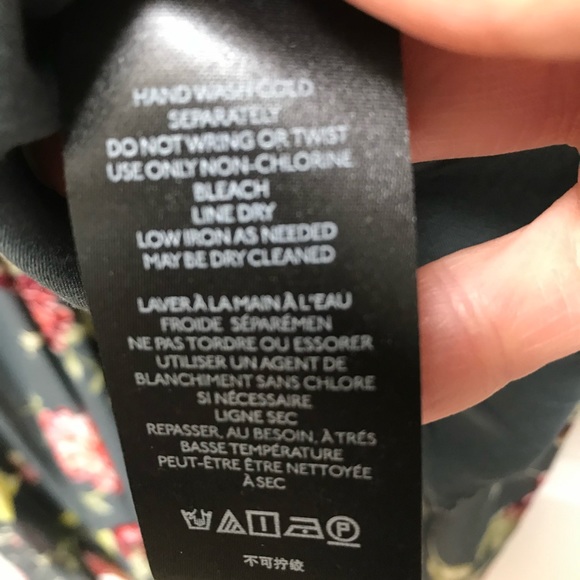 HAND WASH COLD
SEPARATELY
DO NOT WRING OR TWIST
USE ONLY NON-CHLORINE
BLEACH
LINE DRY
LOW IRON AS NEEDED
MAY BE DRY CLEANED
LAVER À LA MAIN À L'EAU
FROIDE SÉPARÉMEN
NE PAS TORDRE OU ESSORER
UTILISER UN AGENT DE
BLANCHIMENT SANS CHLORE
SI NÉCESSAIRE
LIGNE SEC
REPASSER, AU BESOIN, À TRÉS
BASSE TEMPÉRATURE
PEUT-ÊTRE ÊTRE NETTOYÉE
À SEC
P
不可拧绞